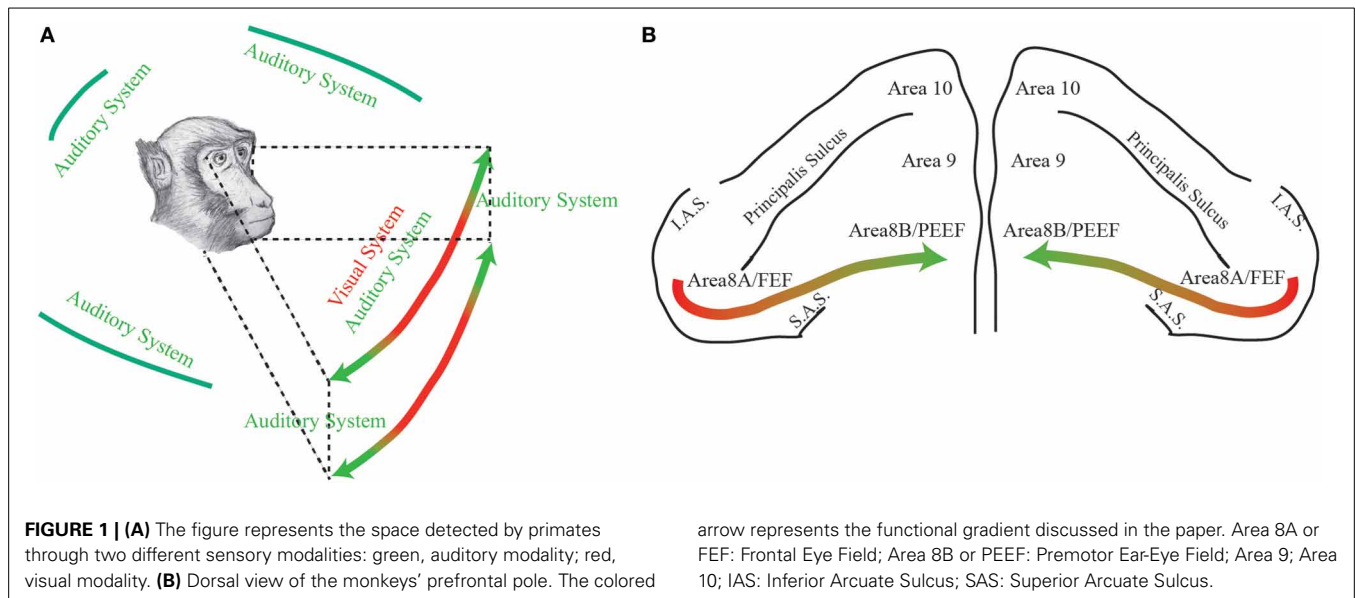 A
Auditory System
Auditory System
Auditory System
Visual System
Auditory System
Auditory System
Auditory System
B
Area 10
Area 10
Principalis Sulcus
Principalis Sulcus
Area 9
Area 9
I.A.S.
I.A.S.
Area8B/PEEF
Area8B/PEEF
Area8A/FEF
Area8A/FEF
S.A.S.
S.A.S.
FIGURE 1 | (A) The figure represents the space detected by primates
through two different sensory modalities: green, auditory modality; red,
visual modality. (B) Dorsal view of the monkeys' prefrontal pole. The colored
arrow represents the functional gradient discussed in the paper. Area 8A or
FEF: Frontal Eye Field; Area 8B or PEEF: Premotor Ear-Eye Field; Area 9; Area
10; IAS: Inferior Arcuate Sulcus; SAS: Superior Arcuate Sulcus.